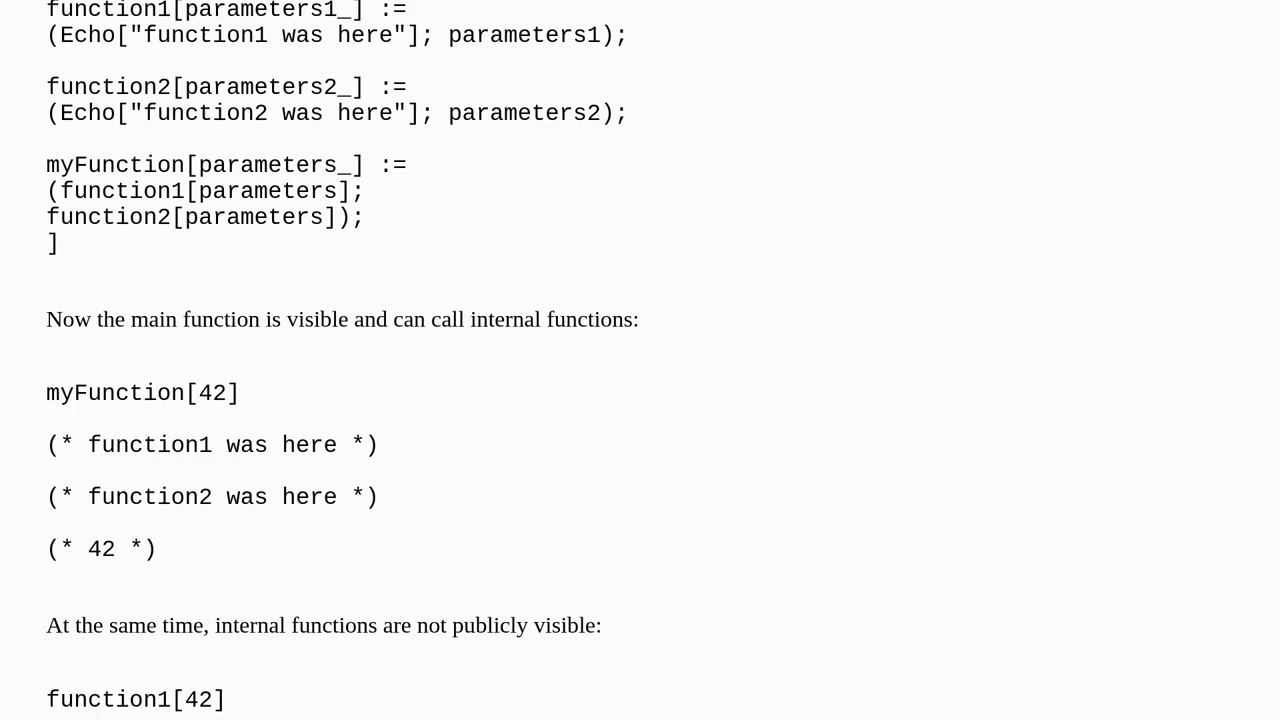 function1[parameters1_] :=
(Echo["function1 was here"]; parameters1);
function2[parameters2_] :=
(Echo["function2 was here"]; parameters2);
myFunction[parameters_] :=
(function1[parameters];
function2[parameters]);
]
Now the main function is visible and can call internal functions:
myFunction[42]
(* function1 was here *)
(* function2 was here *)
(* 42 *)
At the same time, internal functions are not publicly visible:
function1[42]